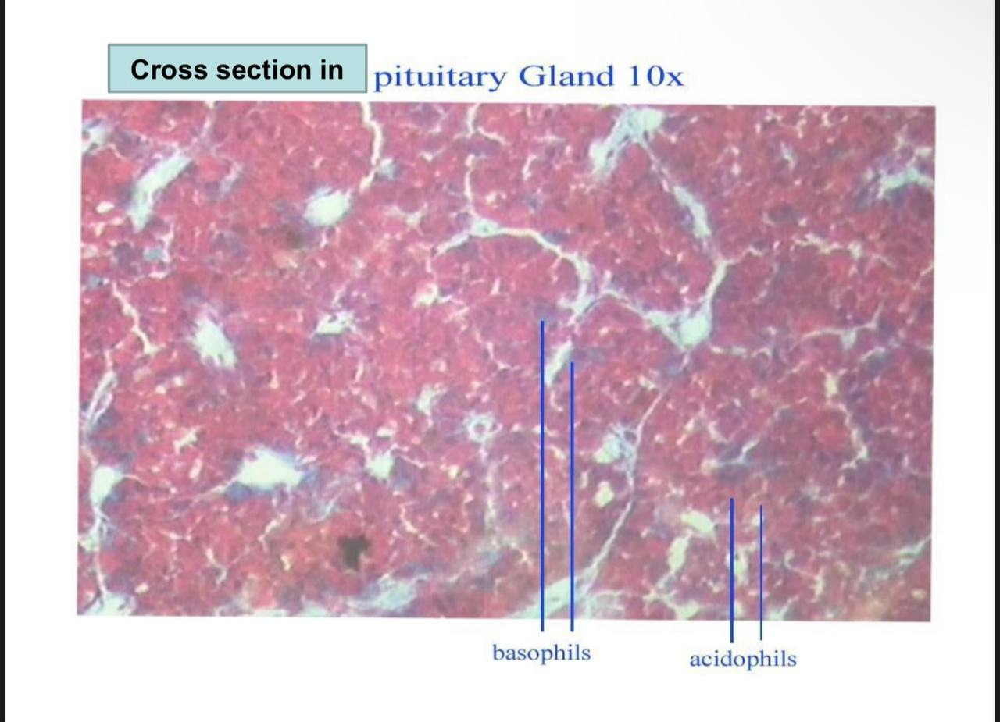 Cross section in pituitary Gland 10x
basophils acidophils